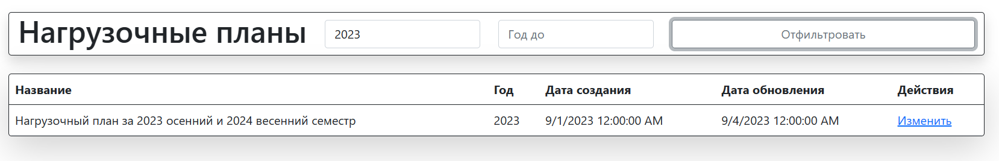 Нагрузочные планы 2023 Год до Отфильтровать
Название Год Дата создания Дата обновления Действия
Нагрузочный план за 2023 осенний и 2024 весенний семестр 2023 9/1/2023 12:00:00 AM 9/4/2023 12:00:00 AM Изменить